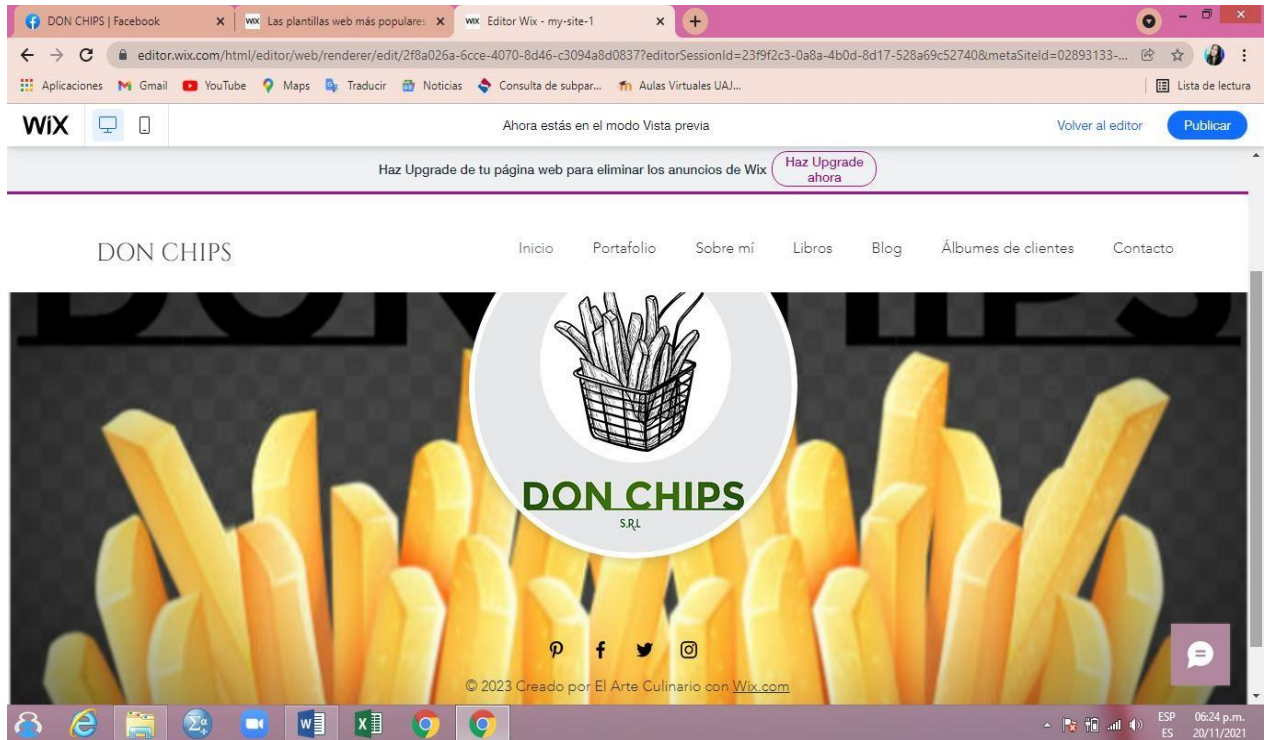 DON CHIPS | Facebook
WiX Las plantillas web más populares
WiX Editor Wix - my-site-1
editor.wix.com/html/editor/web/renderer/edit/2f8a026a-6cce-4070-8d46-c3094a8d0837?editorSessionId=23f9f2c3-0a8a-4b0d-8d17-528a69c52740&metaSiteId=02893133-...
Aplicaciones Gmail YouTube Maps Traducir Noticias Consulta de subpar... Aulas Virtuales UAJ... Lista de lectura
WiX Ahora estás en el modo Vista previa Volver al editor Publicar
Haz Upgrade de tu página web para eliminar los anuncios de Wix Haz Upgrade
ahora
DON CHIPS Inicio Portafolio Sobre mí Libros Blog Álbumes de clientes Contacto
DON CHIPS
DON CHIPS
S.R.L
© 2023 Creado por El Arte Culinario con Wix.com
ESP 06:24 p.m.
ES 20/11/2021